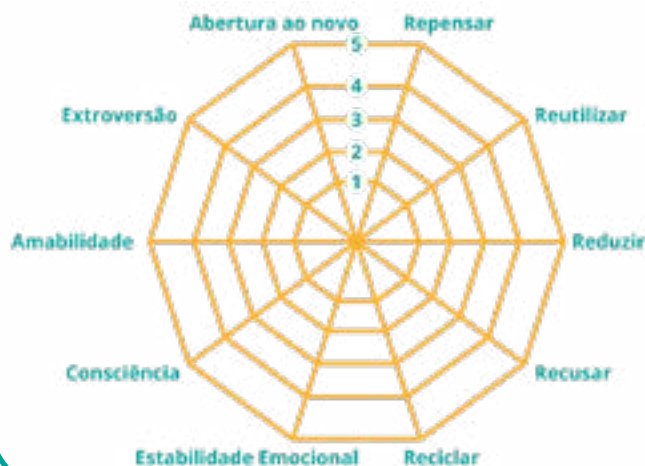 Abertura ao novo
Repensar
5
Extroversão
4
Reutilizar
3
2
1
Amabilidade
Reduzir
Consciência
Recusar
Estabilidade Emocional
Reciclar